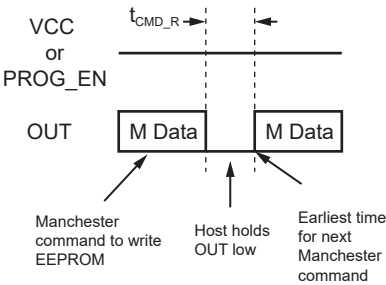 tCMD_R
VCC
or
PROG_EN
OUT
M Data
M Data
Manchester
command to write
EEPROM
Host holds
OUT low
Earliest time
for next
Manchester
command